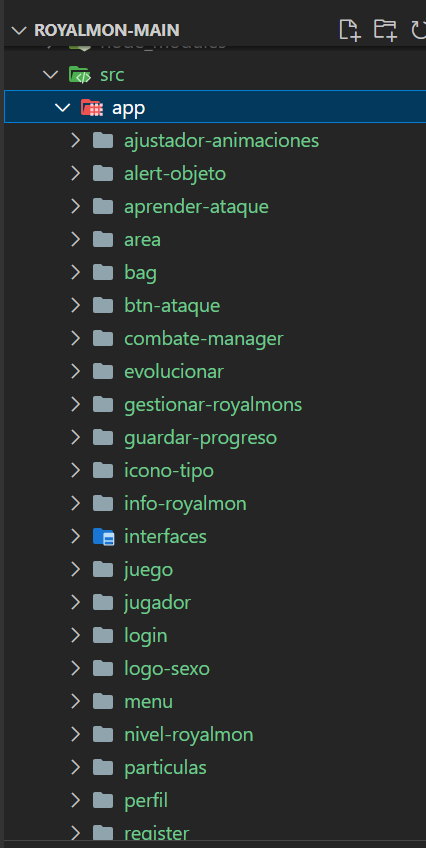 ROYALMON-MAIN
node_modules
src
app
ajustador-animaciones
alert-objeto
aprender-ataque
area
bag
btn-ataque
combate-manager
evolucionar
gestionar-royalmons
guardar-progreso
icono-tipo
info-royalmon
interfaces
juego
jugador
login
logo-sexo
menu
nivel-royalmon
particulas
perfil
register